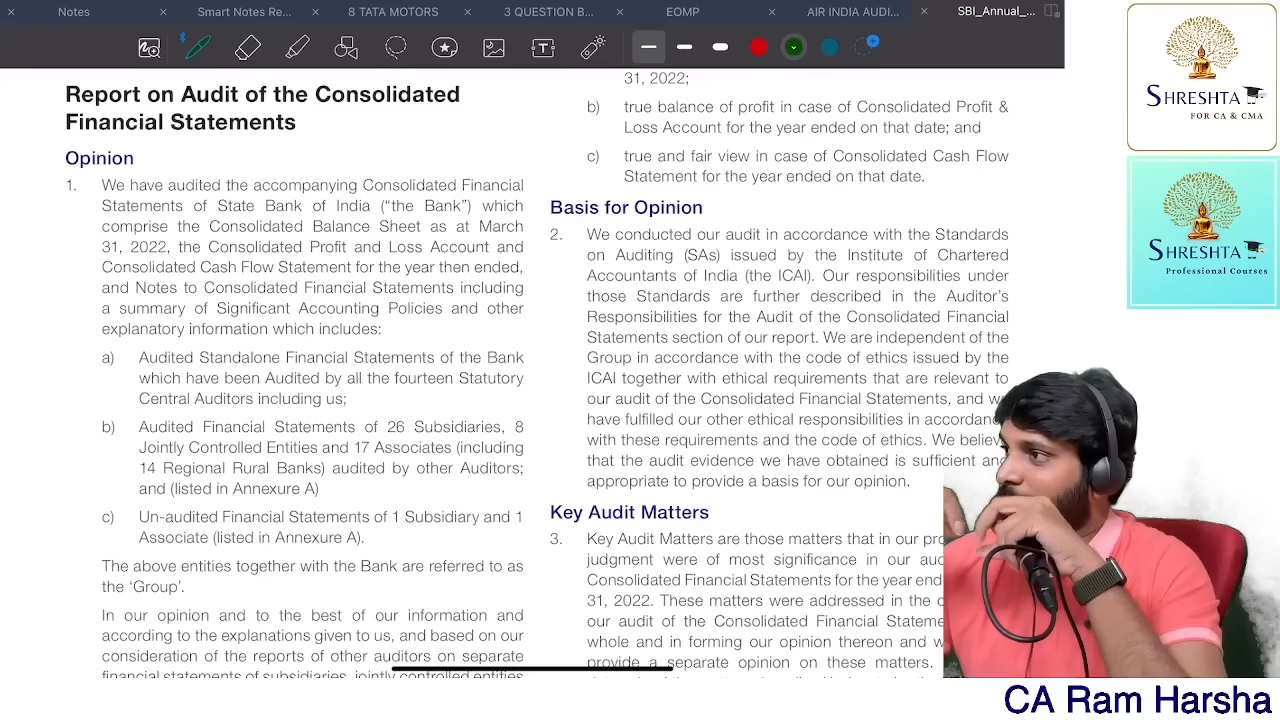 Notes
Smart Notes Re...
8 TATA MOTORS
3 QUESTION B...
EOMP
AIR INDIA AUDI...
SBI_Annual_...
Report on Audit of the Consolidated
Financial Statements
Opinion
1. We have audited the accompanying Consolidated Financial
Statements of State Bank of India (“the Bank”) which
comprise the Consolidated Balance Sheet as at March
31, 2022, the Consolidated Profit and Loss Account and
Consolidated Cash Flow Statement for the year then ended,
and Notes to Consolidated Financial Statements including
a summary of Significant Accounting Policies and other
explanatory information which includes:
a) Audited Standalone Financial Statements of the Bank
which have been Audited by all the fourteen Statutory
Central Auditors including us;
b) Audited Financial Statements of 26 Subsidiaries, 8
Jointly Controlled Entities and 17 Associates (including
14 Regional Rural Banks) audited by other Auditors;
and (listed in Annexure A)
c) Un-audited Financial Statements of 1 Subsidiary and 1
Associate (listed in Annexure A).
The above entities together with the Bank are referred to as
the ‘Group’.
In our opinion and to the best of our information and
according to the explanations given to us, and based on our
consideration of the reports of other auditors on separate
financial statements of subsidiaries, jointly controlled entities
31, 2022;
b) true balance of profit in case of Consolidated Profit &
Loss Account for the year ended on that date; and
c) true and fair view in case of Consolidated Cash Flow
Statement for the year ended on that date.
Basis for Opinion
2. We conducted our audit in accordance with the Standards
on Auditing (SAs) issued by the Institute of Chartered
Accountants of India (the ICAI). Our responsibilities under
those Standards are further described in the Auditor’s
Responsibilities for the Audit of the Consolidated Financial
Statements section of our report. We are independent of the
Group in accordance with the code of ethics issued by the
ICAI together with ethical requirements that are relevant to
our audit of the Consolidated Financial Statements, and we
have fulfilled our other ethical responsibilities in accordanc
with these requirements and the code of ethics. We believ
that the audit evidence we have obtained is sufficient and
appropriate to provide a basis for our opinion.
Key Audit Matters
3. Key Audit Matters are those matters that in our pro
judgment were of most significance in our aud
Consolidated Financial Statements for the year end
31, 2022. These matters were addressed in the c
our audit of the Consolidated Financial Stateme
whole and in forming our opinion thereon and w
provide a separate opinion on these matters.
SHRESHTA
FOR CA & CMA
SHRESHTA
Professional Courses
CA Ram Harsha